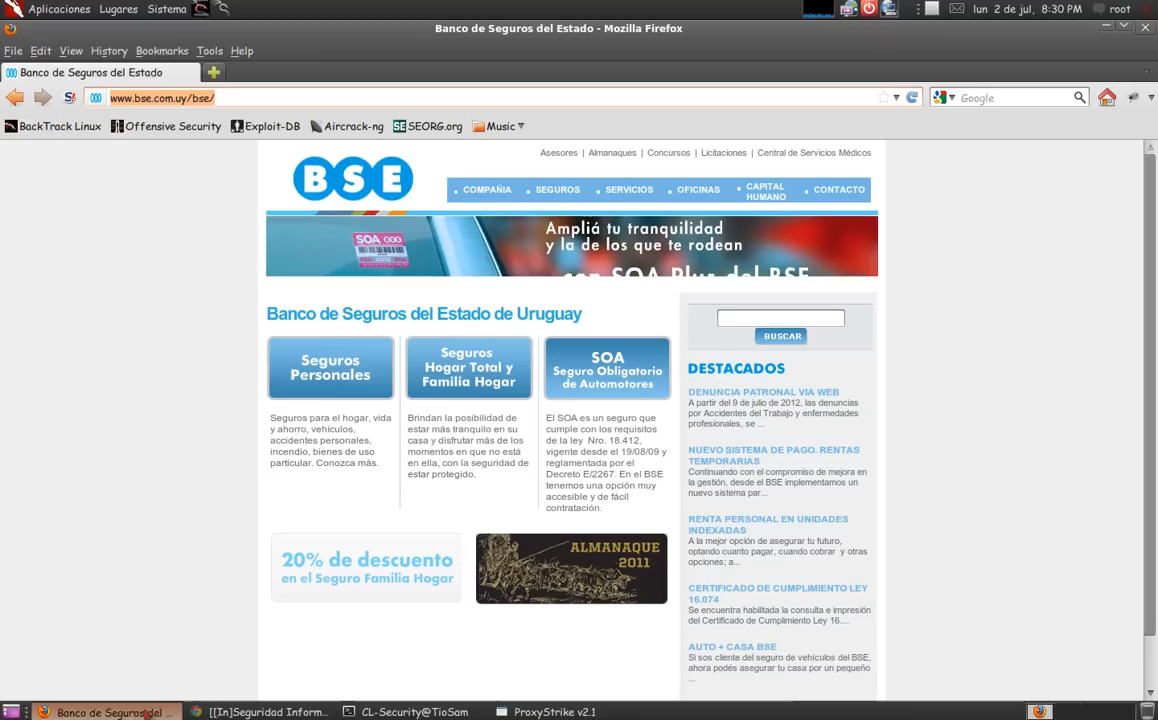 Aplicaciones Lugares Sistema
lun 2 de jul, 8:30 PM root
Banco de Seguros del Estado - Mozilla Firefox
File Edit View History Bookmarks Tools Help
Banco de Seguros del Estado
www.bse.com.uy/bse/
Google
BackTrack Linux Offensive Security Exploit-DB Aircrack-ng SEORG.org Music
Asesores | Almanaques | Concursos | Licitaciones | Central de Servicios Médicos
BSE
COMPAÑIA SEGUROS SERVICIOS OFICINAS CAPITAL HUMANO CONTACTO
SOA
Ampliá tu tranquilidad
y la de los que te rodean
con SOA Plus del BSE
Banco de Seguros del Estado de Uruguay
Seguros
Personales
Seguros
Hogar Total y
Familia Hogar
SOA
Seguro Obligatorio
de Automotores
Seguros para el hogar, vida
y ahorro, vehículos,
accidentes personales,
incendio, bienes de uso
particular. Conozca más.
Brindan la posibilidad de
estar más tranquilo en su
casa y disfrutar más de los
momentos en que no está
en ella, con la seguridad de
estar protegido.
El SOA es un seguro que
cumple con los requisitos
de la ley Nro. 18.412,
vigente desde el 19/08/09 y
reglamentada por el
Decreto E/2267. En el BSE
tenemos una opción muy
accesible y de fácil
contratación.
20% de descuento
en el Seguro Familia Hogar
ALMANAQUE
2011
BUSCAR
DESTACADOS
DENUNCIA PATRONAL VIA WEB
A partir del 9 de julio de 2012, las denuncias
por Accidentes del Trabajo y enfermedades
profesionales, se ...
NUEVO SISTEMA DE PAGO. RENTAS
TEMPORARIAS
Continuando con el compromiso de mejora en
la gestión, desde el BSE implementamos un
nuevo sistema par...
RENTA PERSONAL EN UNIDADES
INDEXADAS
A la mejor opción de asegurar tu futuro,
optando cuanto pagar, cuando cobrar y otras
opciones; a...
CERTIFICADO DE CUMPLIMIENTO LEY
16.074
Se encuentra habilitada la consulta e impresión
del Certificado de Cumplimiento Ley 16....
AUTO + CASA BSE
Si sos cliente del seguro de vehículos del BSE,
ahora podés asegurar tu casa por un pequeño
...
Banco de Seguros del ... [[In]Seguridad Inform... CL-Security@TioSam ProxyStrike v2.1